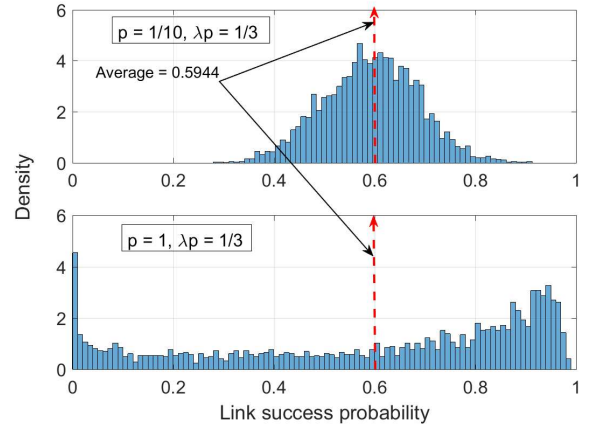 6
4
2
0
p = 1/10, λp = 1/3
Average = 0.5944
0 0.2 0.4 0.6 0.8 1
Density
6
4
2
0
p = 1, λp = 1/3
0 0.2 0.4 0.6 0.8 1
Link success probability